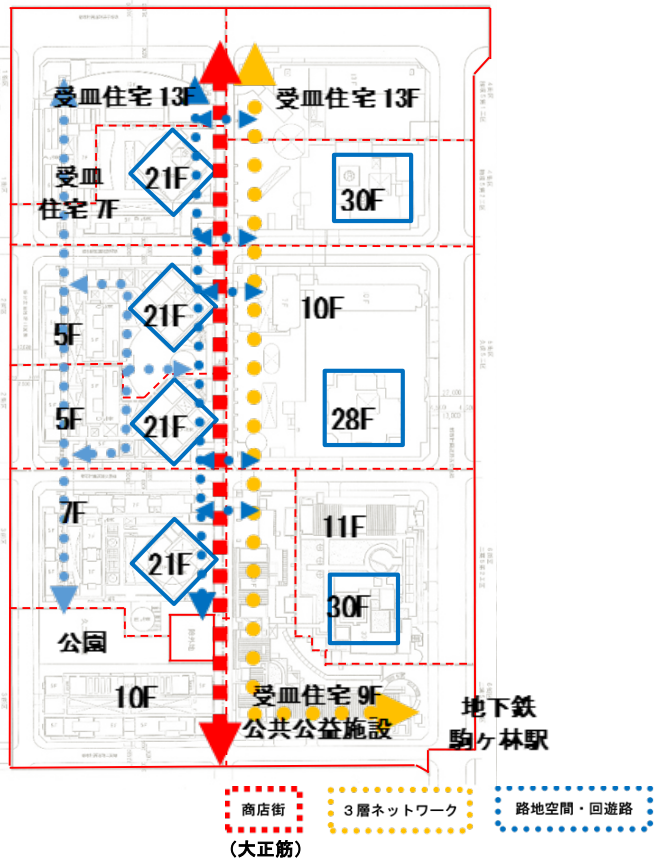 受皿住宅 13F
受皿住宅 13F
受皿
住宅 7F
21F
30F
21F
10F
5F
5F
21F
28F
7F
11F
21F
30F
公園
10F
受皿住宅 9F
公共公益施設
地下鉄
駒ヶ林駅
商店街
(大正筋)
3層ネットワーク
路地空間・回遊路